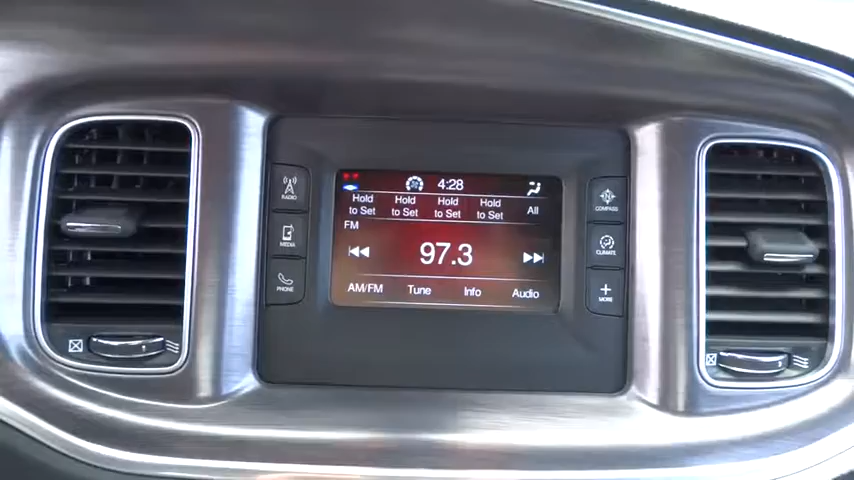 4:28
Hold to Set
Hold to Set
Hold to Set
Hold to Set
All
FM
97.3
AM/FM Tune Info Audio
RADIO
MEDIA
PHONE
N
COMPASS
CLIMATE
MORE